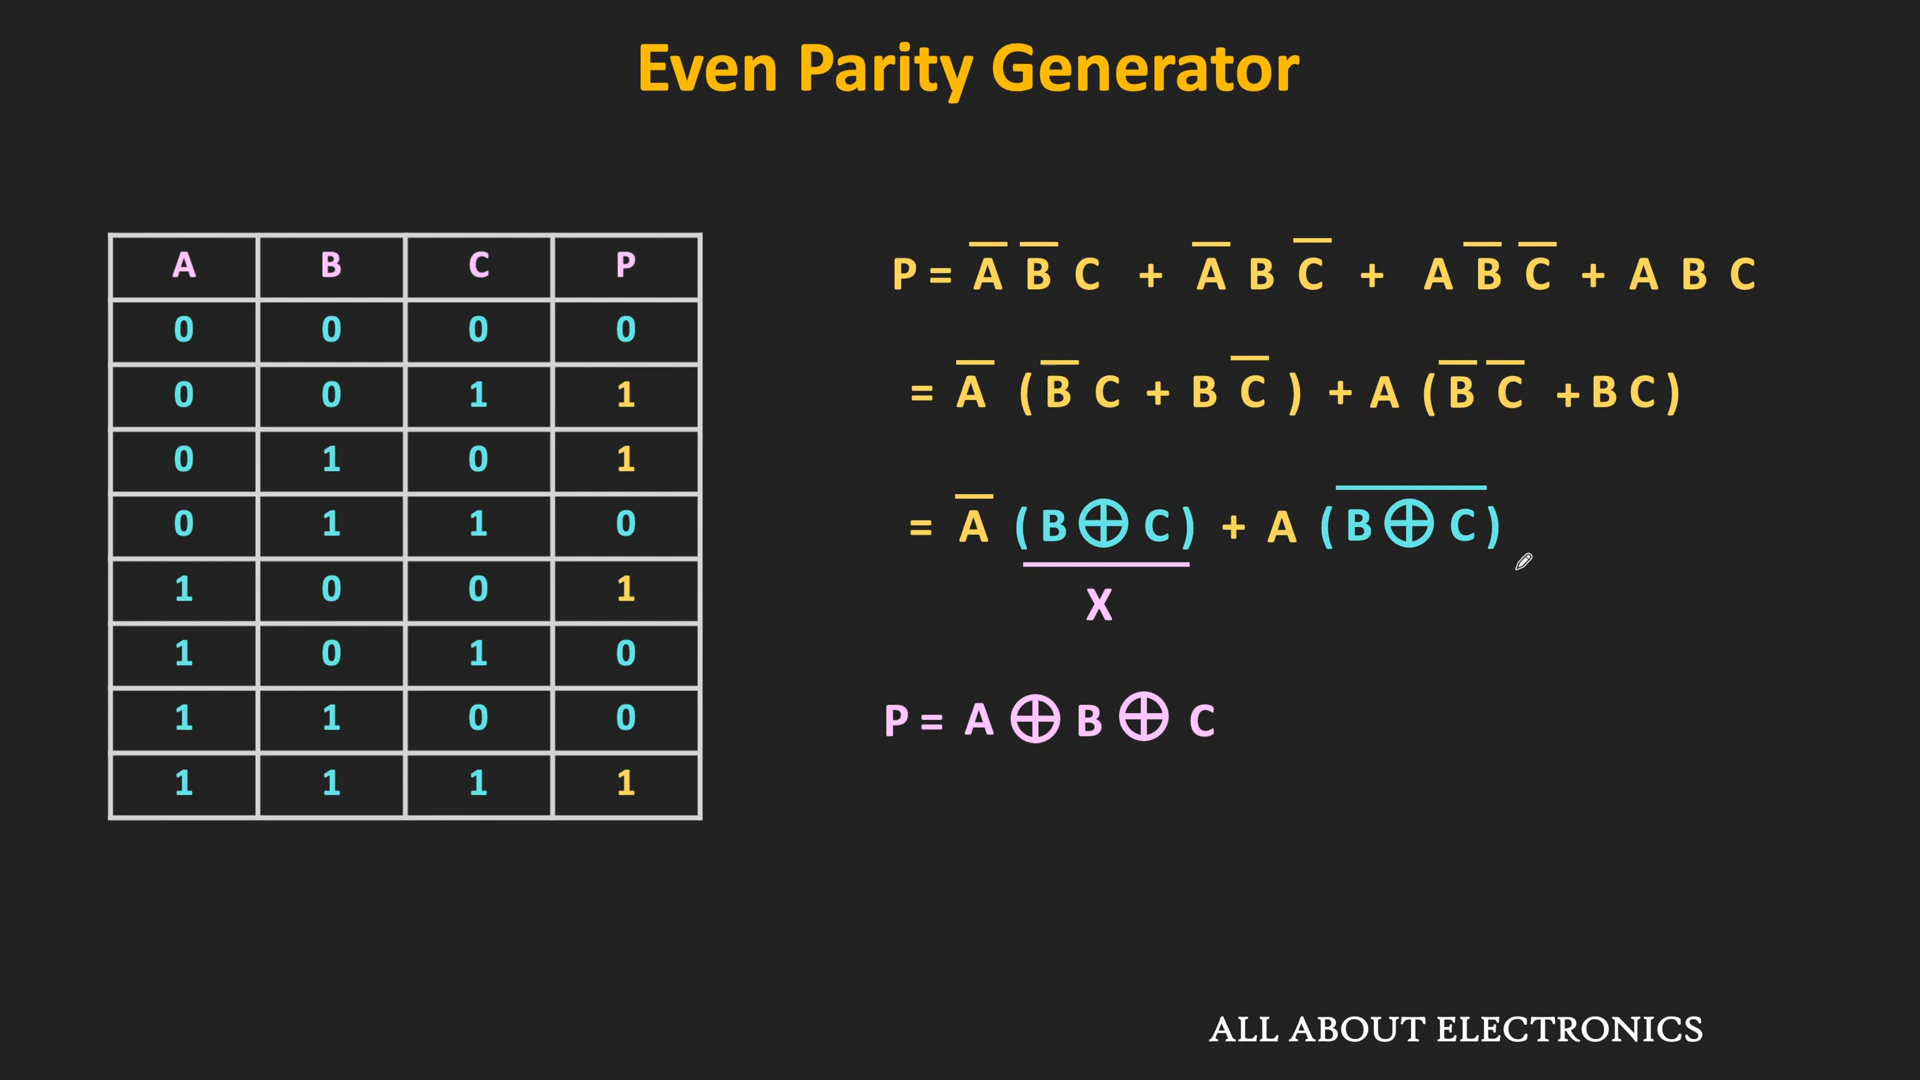 Even Parity Generator
A B C P
0 0 0 0
0 0 1 1
0 1 0 1
0 1 1 0
1 0 0 1
1 0 1 0
1 1 0 0
1 1 1 1
P = A̅ B̅ C + A̅ B C̅ + A B̅ C̅ + A B C
= A̅ ( B̅ C + B C̅ ) + A ( B̅ C̅ + B C )
= A̅ ( B ⊕ C ) + A ( B̅ ⊕̅ C̅ )
X
P = A ⊕ B ⊕ C
ALL ABOUT ELECTRONICS